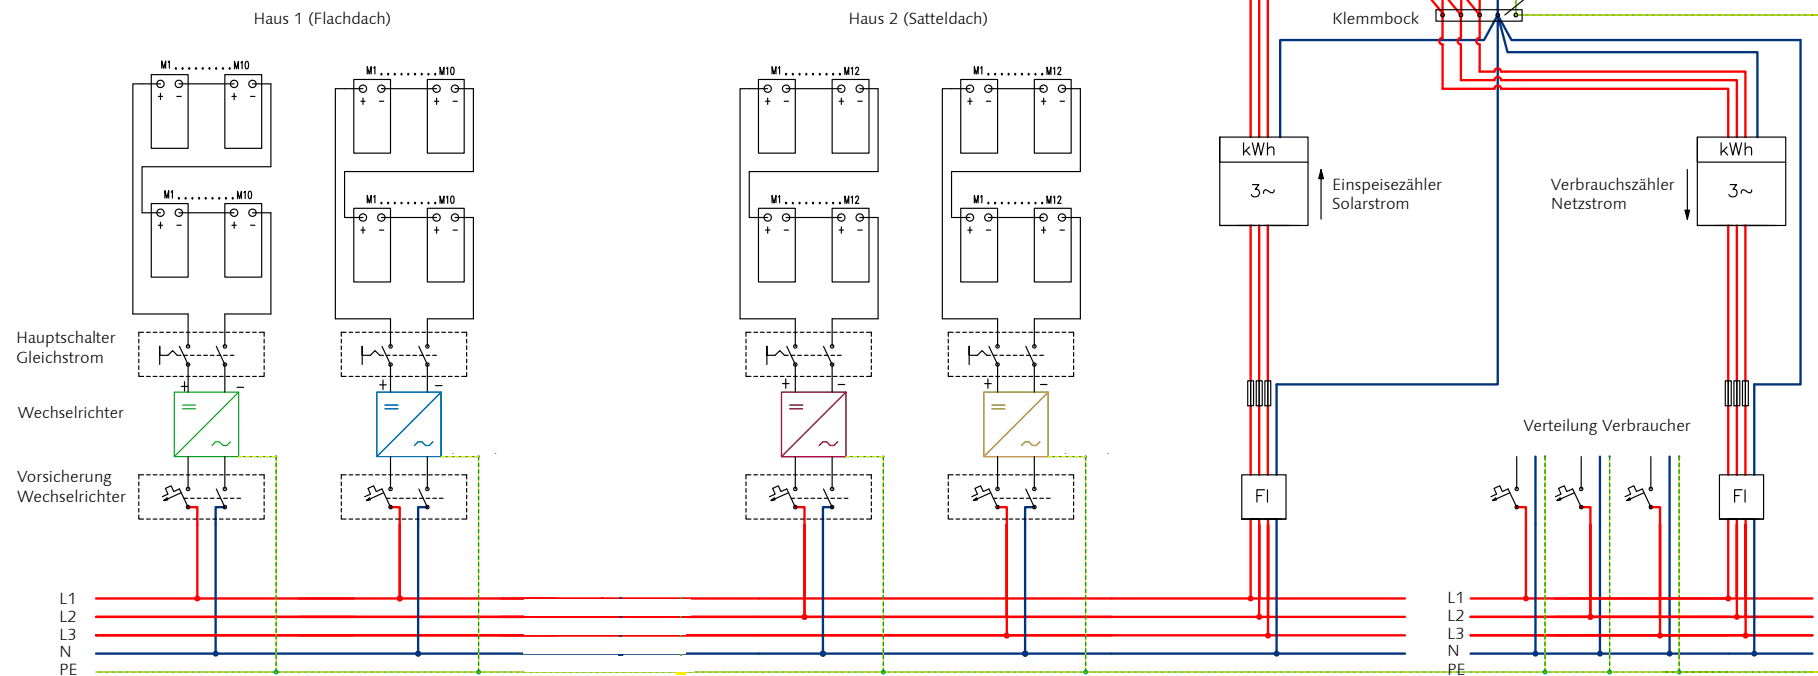 Haus 1 (Flachdach)
Haus 2 (Satteldach)
Klemmbock
M1 ......... M10
M1 ......... M10
M1 ......... M12
M1 ......... M12
+ - + -
+ - + -
+ - + -
+ - + -
kWh
3~
Einspeisezähler
Solarstrom
Verbrauchszähler
Netzstrom
kWh
3~
M1 ......... M10
M1 ......... M10
M1 ......... M12
M1 ......... M12
+ - + -
+ - + -
+ - + -
+ - + -
Hauptschalter
Gleichstrom
+ -
+ -
+ -
+ -
Wechselrichter
= ~
= ~
= ~
= ~
Verteilung Verbraucher
Vorsicherung
Wechselrichter
FI
FI
L1
L2
L3
N
PE
L1
L2
L3
N
PE